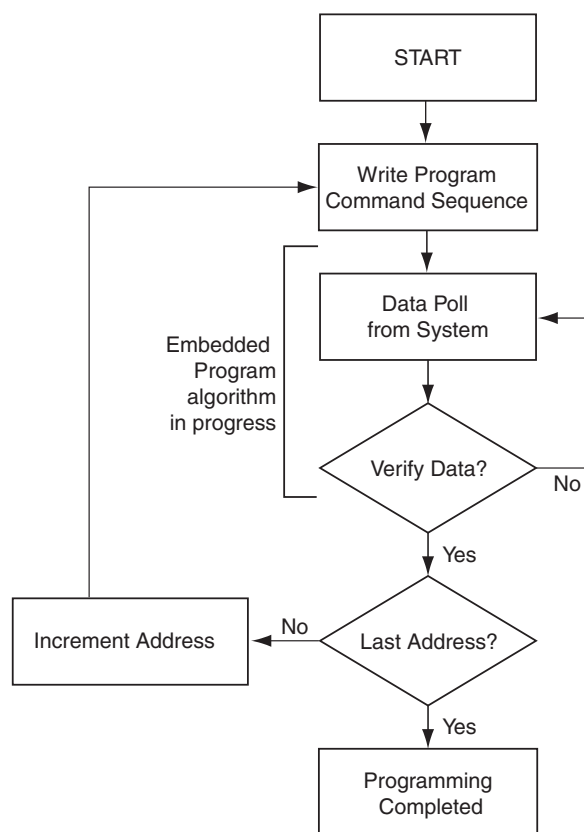 START
Write Program
Command Sequence
Data Poll
from System
Embedded
Program
algorithm
in progress
Verify Data?
No
Yes
Last Address?
No
Increment Address
Yes
Programming
Completed